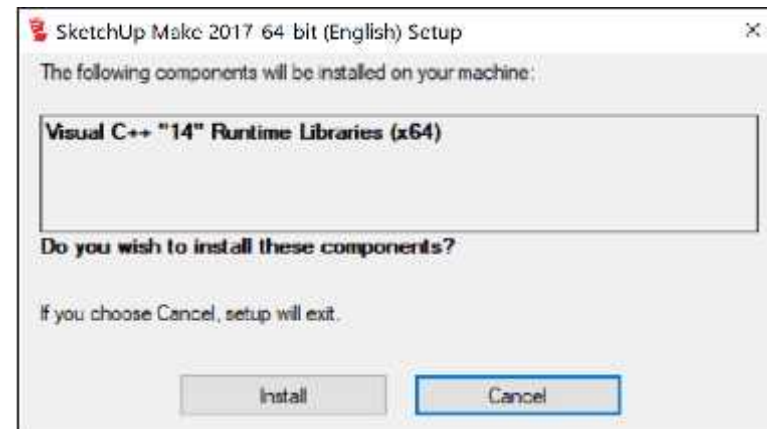 SketchUp Make 2017 64-bit (English) Setup
The following components will be installed on your machine:
Visual C++ "14" Runtime Libraries (x64)
Do you wish to install these components?
If you choose Cancel, setup will exit.
Install
Cancel